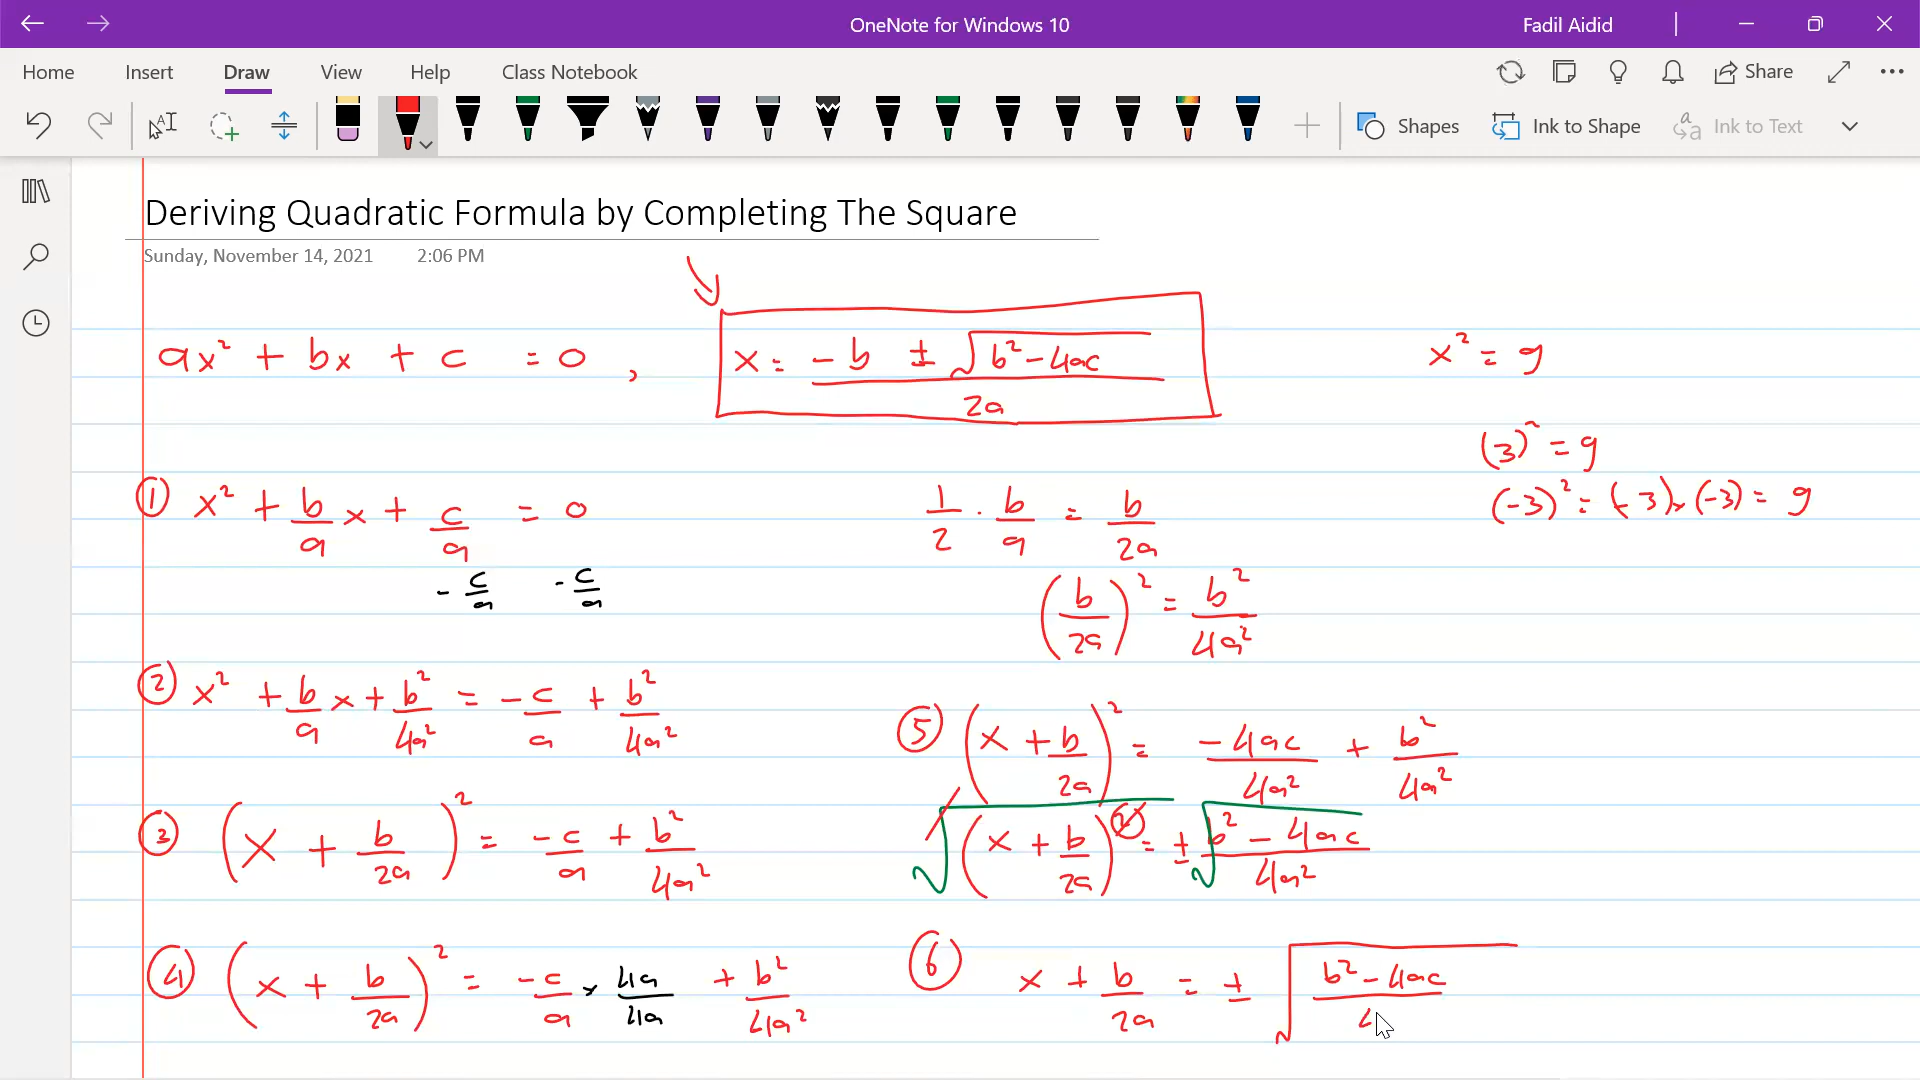 OneNote for Windows 10
Fadil Aidid
Home Insert Draw View Help Class Notebook
Share
Shapes Ink to Shape Ink to Text
Deriving Quadratic Formula by Completing The Square
Sunday, November 14, 2021 2:06 PM
ax² + bx + c = 0 , x = (-b ± √(b² - 4ac))/2a
x² = 9
(3)² = 9
(-3)² = (-3)×(-3) = 9
① x² + b/a x + c/a = 0
- c/a - c/a
1/2 · b/a = b/2a
(b/2a)² = b²/4a²
② x² + b/a x + b²/4a² = -c/a + b²/4a²
③ (x + b/2a)² = -c/a + b²/4a²
④ (x + b/2a)² = -c/a × 4a/4a + b²/4a²
⑤ (x + b/2a)² = -4ac/4a² + b²/4a²
√(x + b/2a)² = ±√((b² - 4ac)/4a²)
⑥ x + b/2a = ± √((b² - 4ac)/4